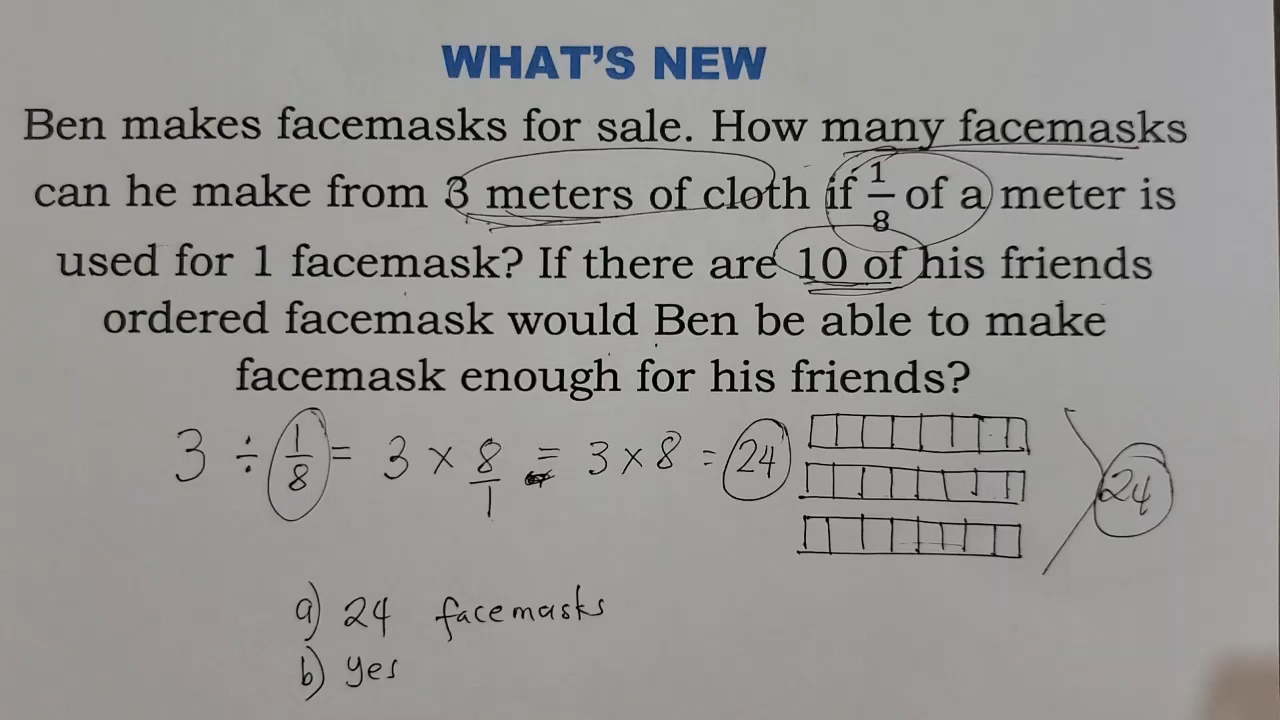 WHAT'S NEW
Ben makes facemasks for sale. How many facemasks
can he make from 3 meters of cloth if 1/8 of a meter is
used for 1 facemask? If there are 10 of his friends
ordered facemask would Ben be able to make
facemask enough for his friends?
3 ÷ 1/8 = 3 × 8/1 = 3 × 8 = 24
24
a) 24 facemasks
b) yes